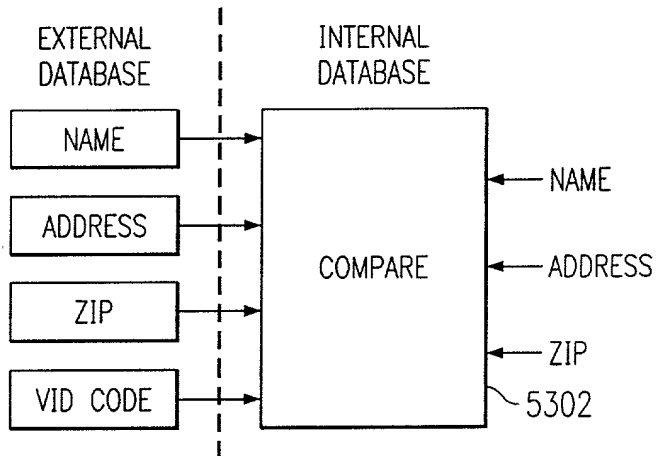 EXTERNAL
DATABASE
INTERNAL
DATABASE
NAME
ADDRESS
ZIP
VID CODE
COMPARE
NAME
ADDRESS
ZIP
5302